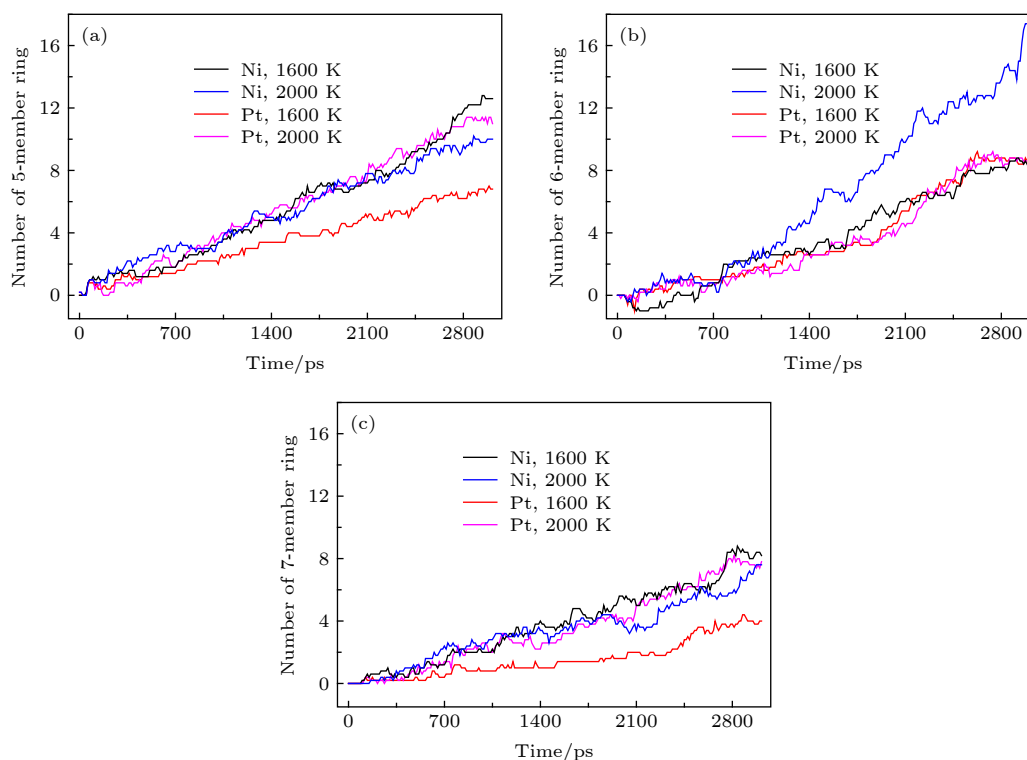 (a)
Number of 5-member ring
16
12
8
4
0
Ni, 1600 K
Ni, 2000 K
Pt, 1600 K
Pt, 2000 K
0 700 1400 2100 2800
Time/ps
(b)
Number of 6-member ring
16
12
8
4
0
Ni, 1600 K
Ni, 2000 K
Pt, 1600 K
Pt, 2000 K
0 700 1400 2100 2800
Time/ps
(c)
Number of 7-member ring
16
12
8
4
0
Ni, 1600 K
Ni, 2000 K
Pt, 1600 K
Pt, 2000 K
0 700 1400 2100 2800
Time/ps